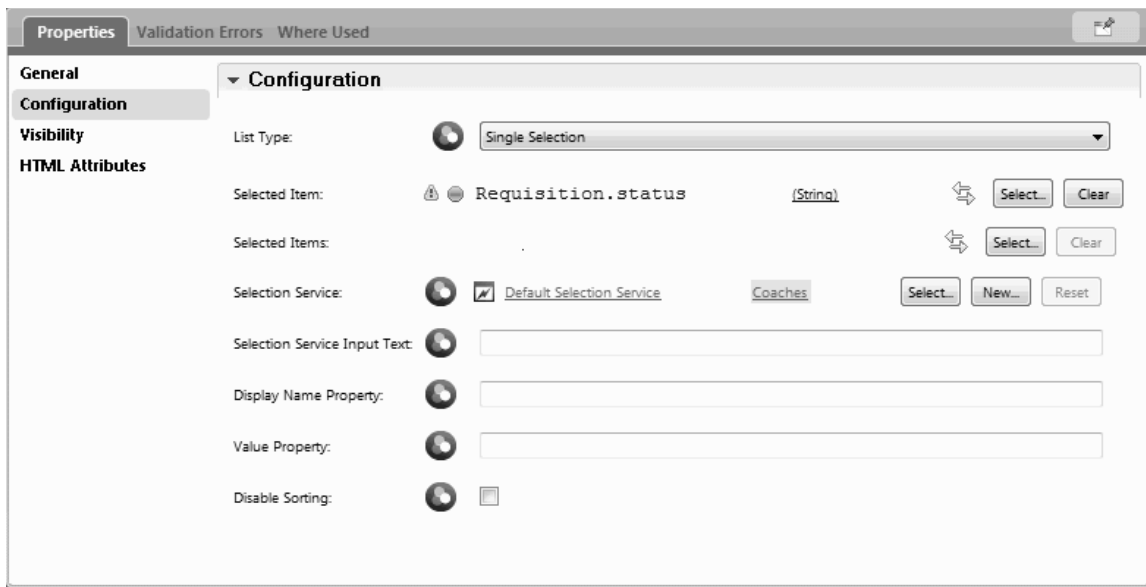 Properties Validation Errors Where Used
General
Configuration
Visibility
HTML Attributes
Configuration
List Type: Single Selection
Selected Item: Requisition.status (String) Select... Clear
Selected Items: Select... Clear
Selection Service: Default Selection Service Coaches Select... New... Reset
Selection Service Input Text:
Display Name Property:
Value Property:
Disable Sorting: